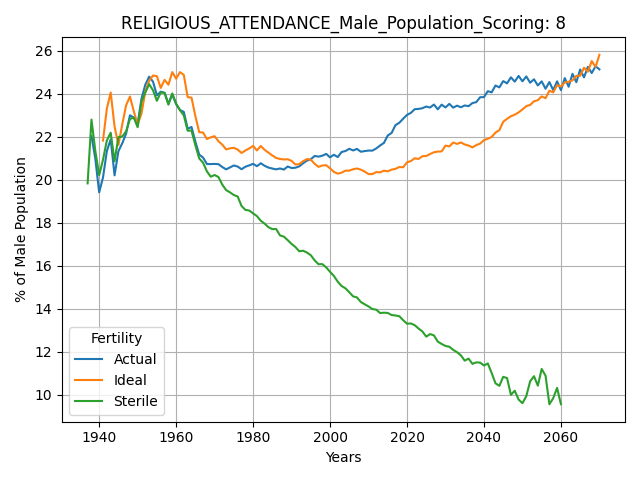 RELIGIOUS_ATTENDANCE_Male_Population_Scoring: 8
% of Male Population
26
24
22
20
18
16
14
12
10
Fertility
Actual
Ideal
Sterile
1940 1960 1980 2000 2020 2040 2060
Years